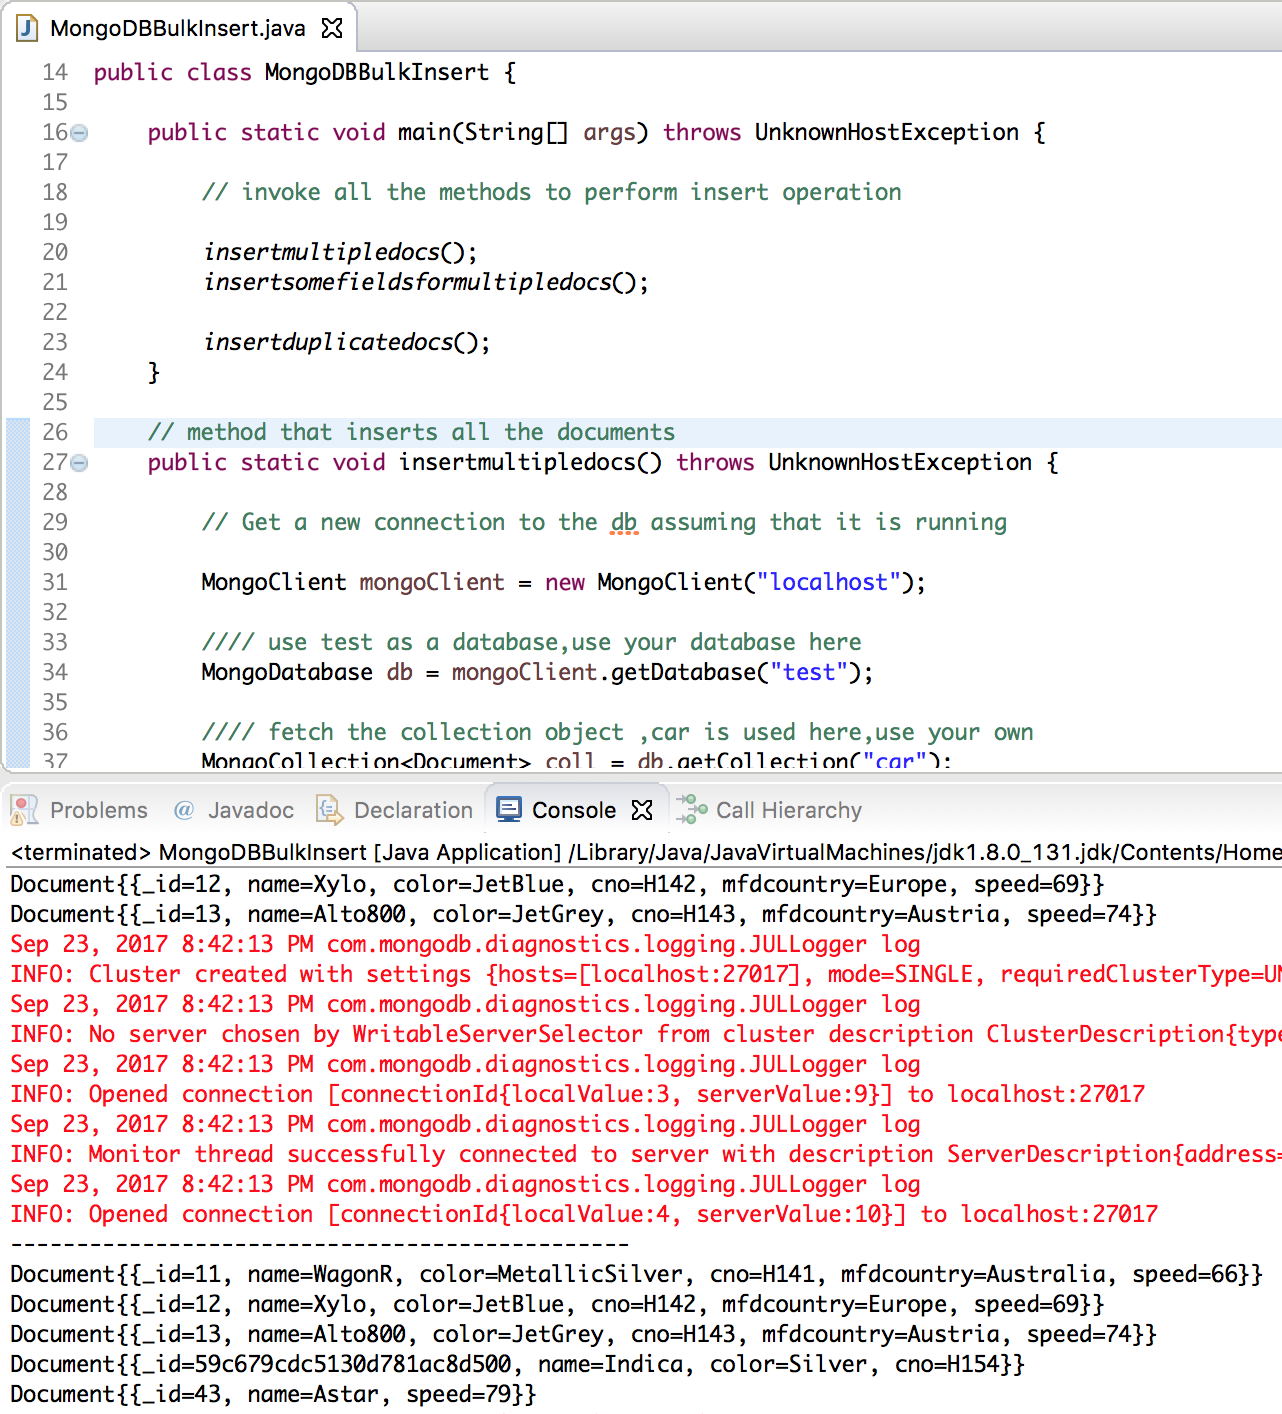 MongoDBBulkInsert.java
14 public class MongoDBBulkInsert {
15
16 public static void main(String[] args) throws UnknownHostException {
17
18 // invoke all the methods to perform insert operation
19
20 insertmultipledocs();
21 insertsomefieldsformultipledocs();
22
23 insertduplicatedocs();
24 }
25
26 // method that inserts all the documents
27 public static void insertmultipledocs() throws UnknownHostException {
28
29 // Get a new connection to the db assuming that it is running
30
31 MongoClient mongoClient = new MongoClient("localhost");
32
33 //// use test as a database,use your database here
34 MongoDatabase db = mongoClient.getDatabase("test");
35
36 //// fetch the collection object ,car is used here,use your own
37 MongoCollection<Document> coll = db.getCollection("car");
Problems @ Javadoc Declaration Console Call Hierarchy
<terminated> MongoDBBulkInsert [Java Application] /Library/Java/JavaVirtualMachines/jdk1.8.0_131.jdk/Contents/Home
Document{{_id=12, name=Xylo, color=JetBlue, cno=H142, mfdcountry=Europe, speed=69}}
Document{{_id=13, name=Alto800, color=JetGrey, cno=H143, mfdcountry=Austria, speed=74}}
Sep 23, 2017 8:42:13 PM com.mongodb.diagnostics.logging.JULLogger log
INFO: Cluster created with settings {hosts=[localhost:27017], mode=SINGLE, requiredClusterType=UN
Sep 23, 2017 8:42:13 PM com.mongodb.diagnostics.logging.JULLogger log
INFO: No server chosen by WritableServerSelector from cluster description ClusterDescription{type
Sep 23, 2017 8:42:13 PM com.mongodb.diagnostics.logging.JULLogger log
INFO: Opened connection [connectionId{localValue:3, serverValue:9}] to localhost:27017
Sep 23, 2017 8:42:13 PM com.mongodb.diagnostics.logging.JULLogger log
INFO: Monitor thread successfully connected to server with description ServerDescription{address=
Sep 23, 2017 8:42:13 PM com.mongodb.diagnostics.logging.JULLogger log
INFO: Opened connection [connectionId{localValue:4, serverValue:10}] to localhost:27017
-----------------------------------------------
Document{{_id=11, name=WagonR, color=MetallicSilver, cno=H141, mfdcountry=Australia, speed=66}}
Document{{_id=12, name=Xylo, color=JetBlue, cno=H142, mfdcountry=Europe, speed=69}}
Document{{_id=13, name=Alto800, color=JetGrey, cno=H143, mfdcountry=Austria, speed=74}}
Document{{_id=59c679cdc5130d781ac8d500, name=Indica, color=Silver, cno=H154}}
Document{{_id=43, name=Astar, speed=79}}